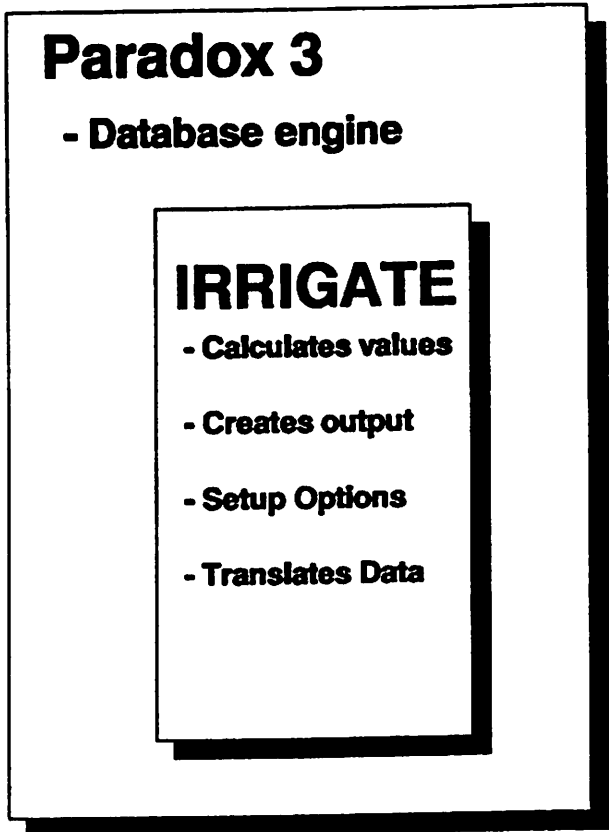 Paradox 3
- Database engine
IRRIGATE
- Calculates values
- Creates output
- Setup Options
- Translates Data